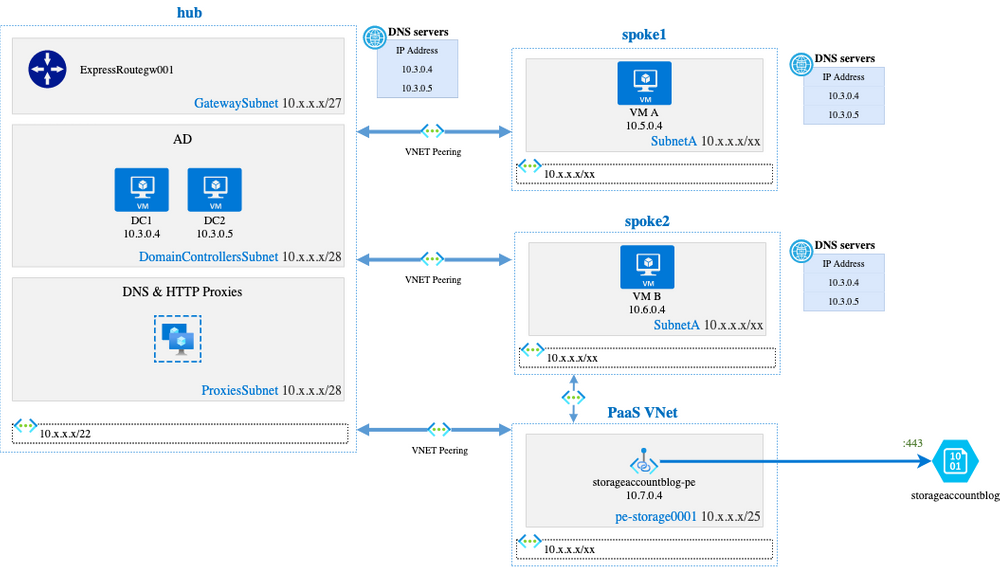 hub
ExpressRoutegw001
GatewaySubnet 10.x.x.x/27
AD
VM
VM
DC1
10.3.0.4
DC2
10.3.0.5
DomainControllersSubnet 10.x.x.x/28
DNS & HTTP Proxies
ProxiesSubnet 10.x.x.x/28
10.x.x.x/22
DNS servers
IP Address
10.3.0.4
10.3.0.5
VNET Peering
VNET Peering
VNET Peering
spoke1
VM
VM A
10.5.0.4
SubnetA 10.x.x.x/xx
10.x.x.x/xx
DNS servers
IP Address
10.3.0.4
10.3.0.5
spoke2
VM
VM B
10.6.0.4
SubnetA 10.x.x.x/xx
10.x.x.x/xx
DNS servers
IP Address
10.3.0.4
10.3.0.5
PaaS VNet
storageaccountblog-pe
10.7.0.4
pe-storage0001 10.x.x.x/25
10.x.x.x/xx
:443
10
01
storageaccountblog